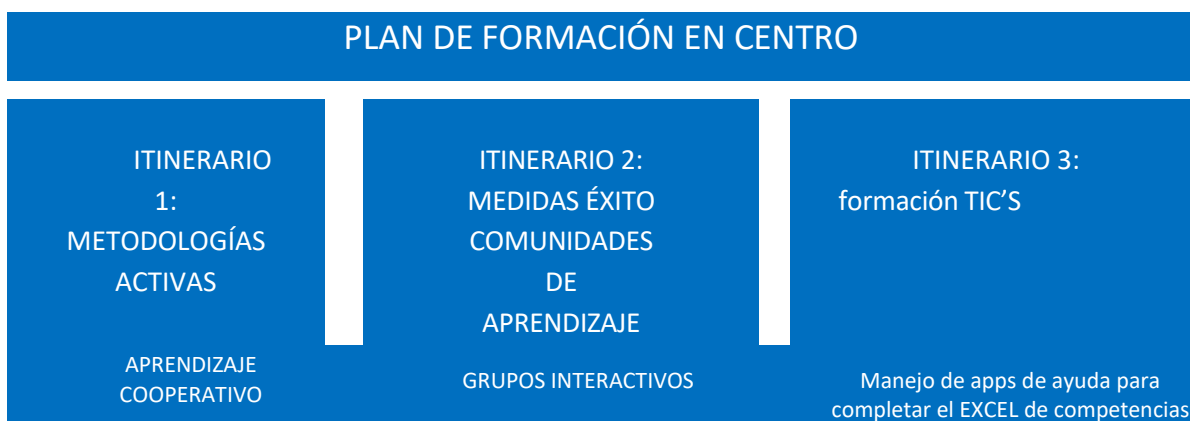 PLAN DE FORMACIÓN EN CENTRO
ITINERARIO
1:
METODOLOGÍAS
ACTIVAS
APRENDIZAJE
COOPERATIVO
ITINERARIO 2:
MEDIDAS ÉXITO
COMUNIDADES
DE
APRENDIZAJE
GRUPOS INTERACTIVOS
ITINERARIO 3:
formación TIC’S
Manejo de apps de ayuda para
completar el EXCEL de competencias